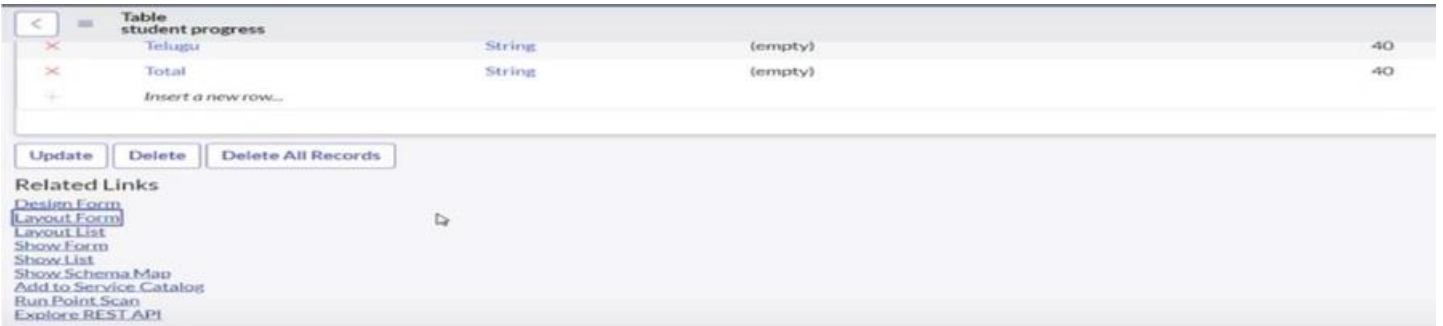 Table
student progress
Telugu String (empty) 40
Total String (empty) 40
Insert a new row...
Update Delete Delete All Records
Related Links
Design Form
Layout Form
Layout List
Show Form
Show List
Show Schema Map
Add to Service Catalog
Run Point Scan
Explore REST API